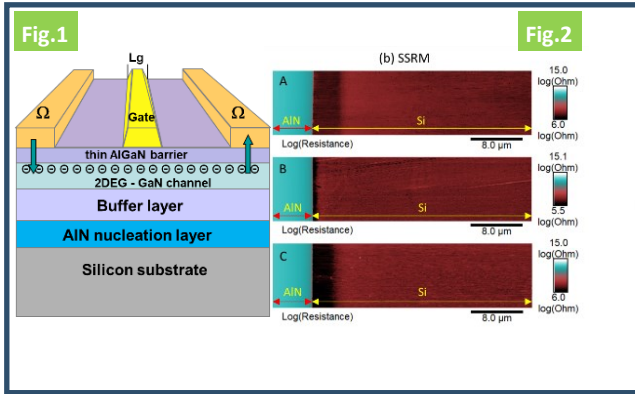 Fig.1
Lg
Ω
Ω
Gate
thin AlGaN barrier
2DEG - GaN channel
Buffer layer
AlN nucleation layer
Silicon substrate
Fig.2
(b) SSRM
A
AlN
Si
Log(Resistance)
8.0 µm
15.0
log(Ohm)
6.0
log(Ohm)
B
AlN
Si
Log(Resistance)
8.0 µm
15.1
log(Ohm)
5.5
log(Ohm)
C
AlN
Si
Log(Resistance)
8.0 µm
15.0
log(Ohm)
6.0
log(Ohm)